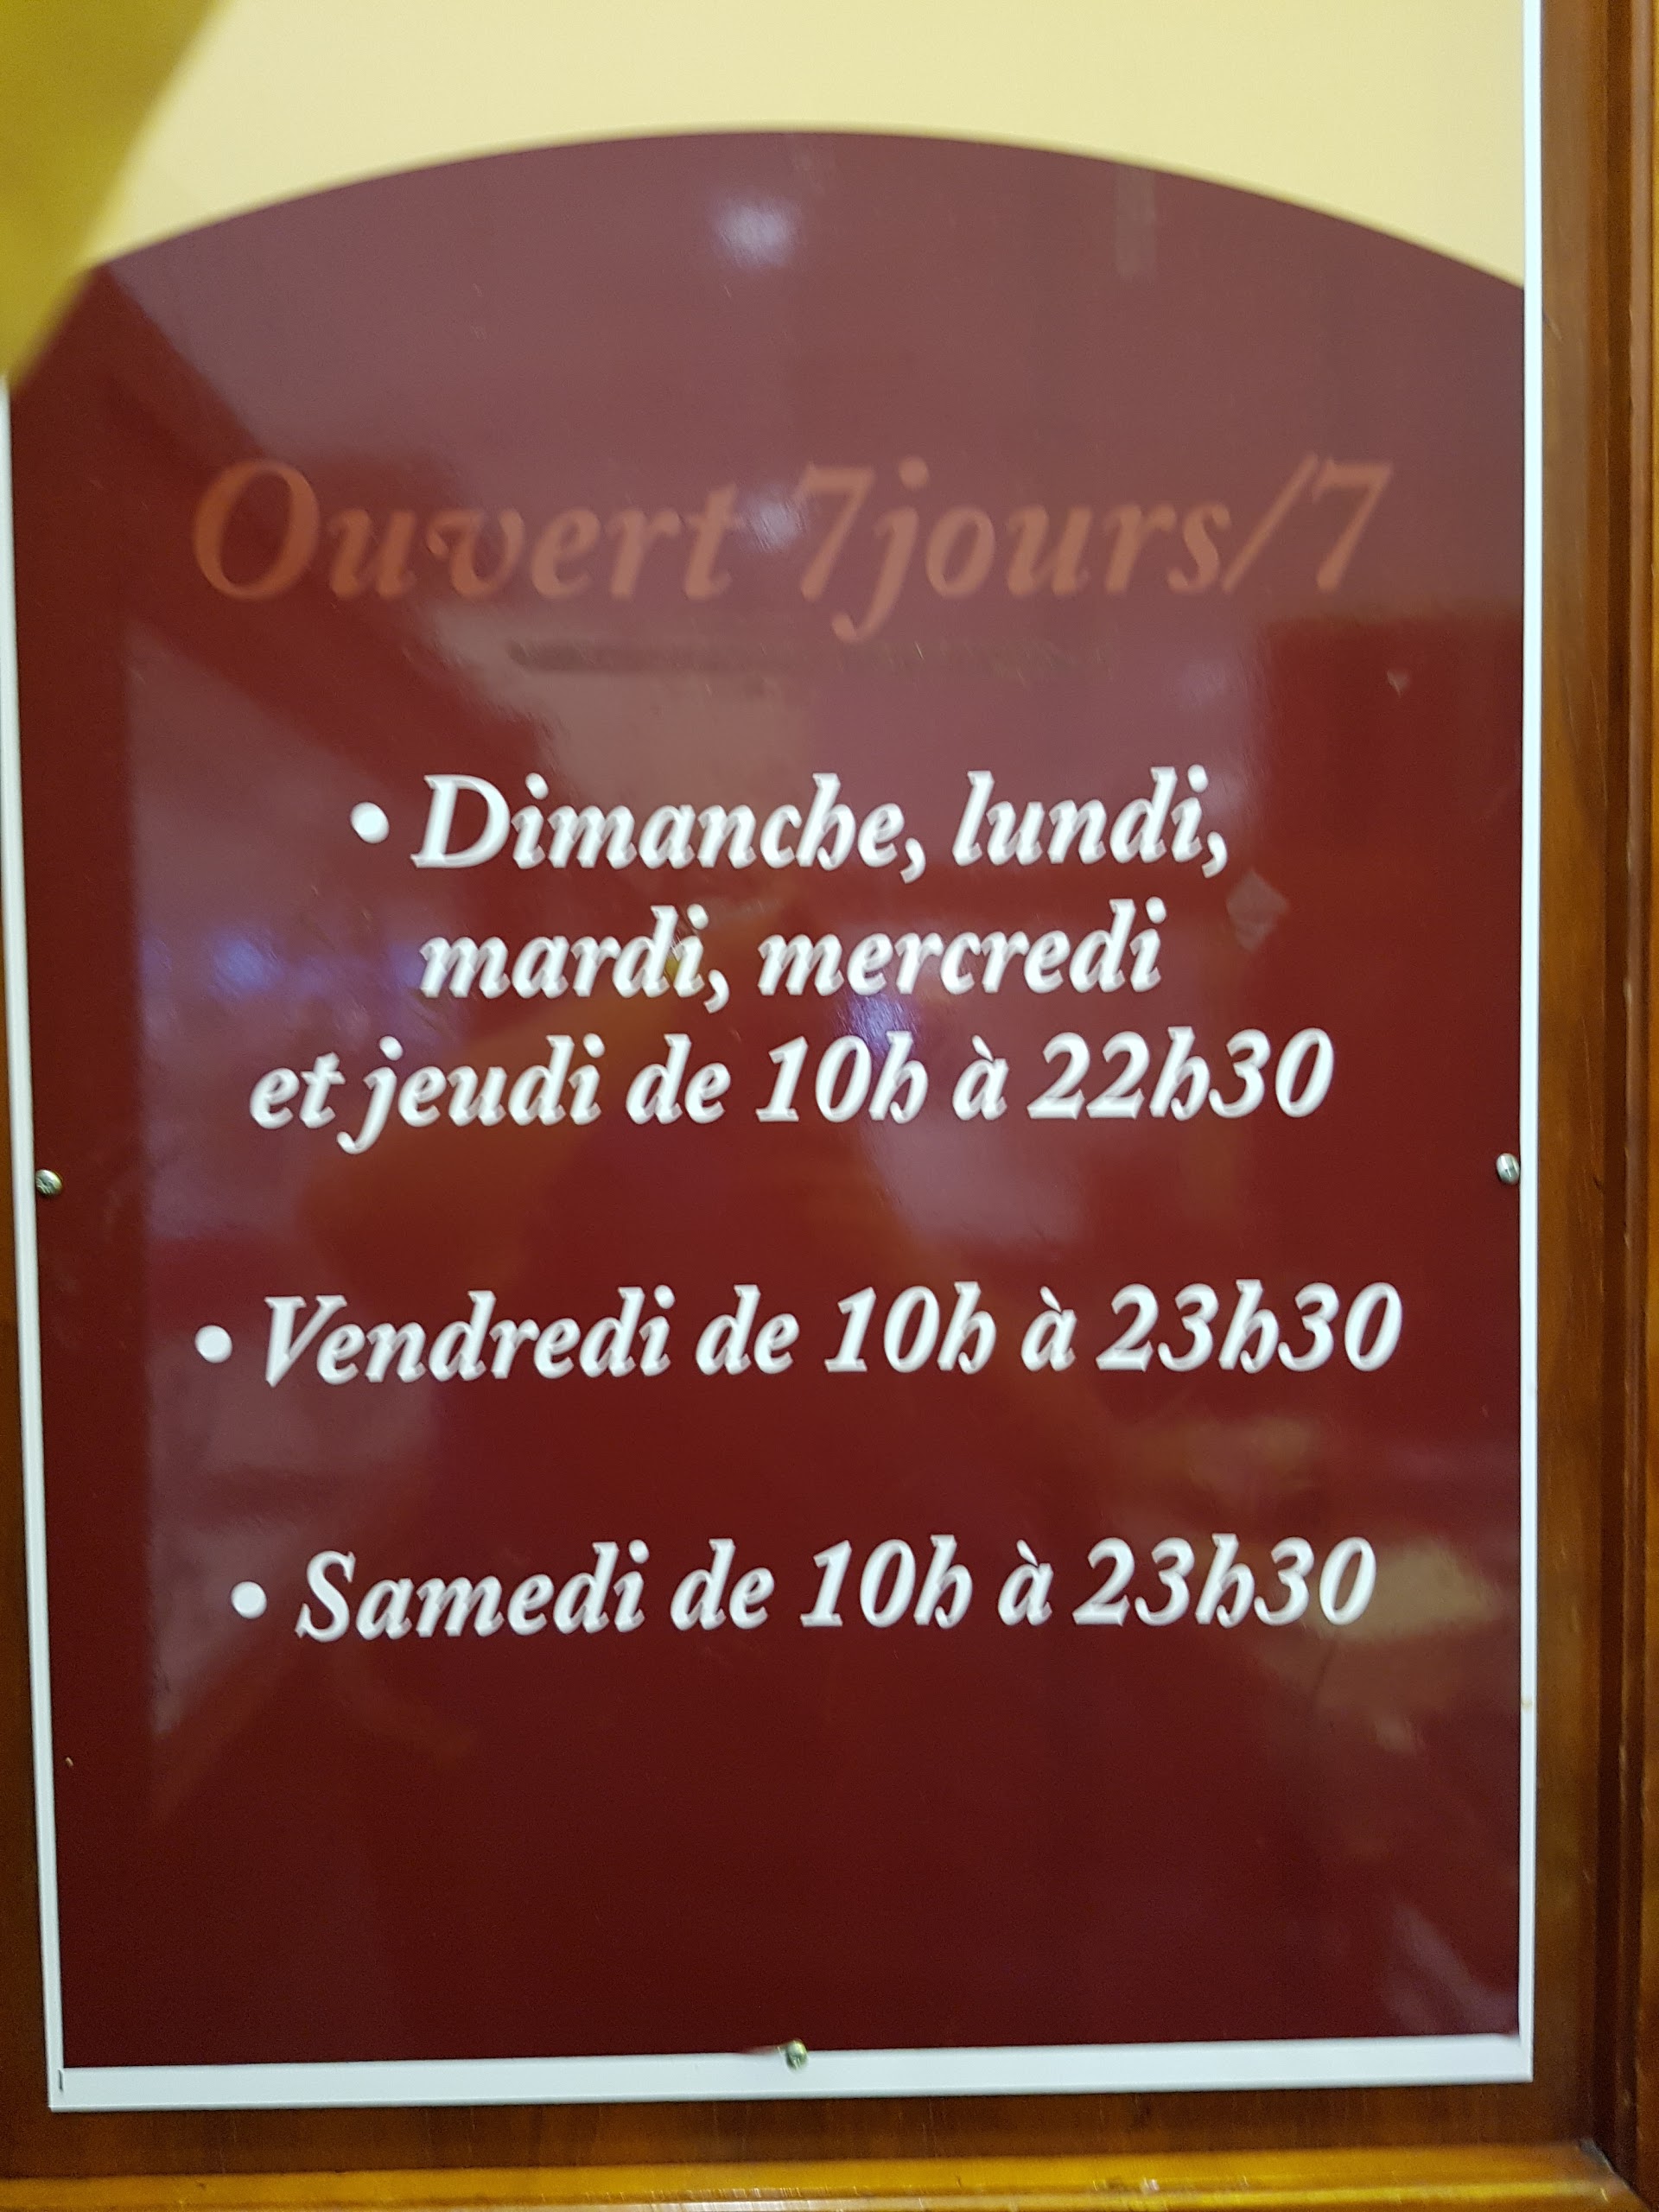 Ouvert 7jours/7
• Dimanche, lundi,
mardi, mercredi
et jeudi de 10h à 22h30
• Vendredi de 10h à 23h30
• Samedi de 10h à 23h30